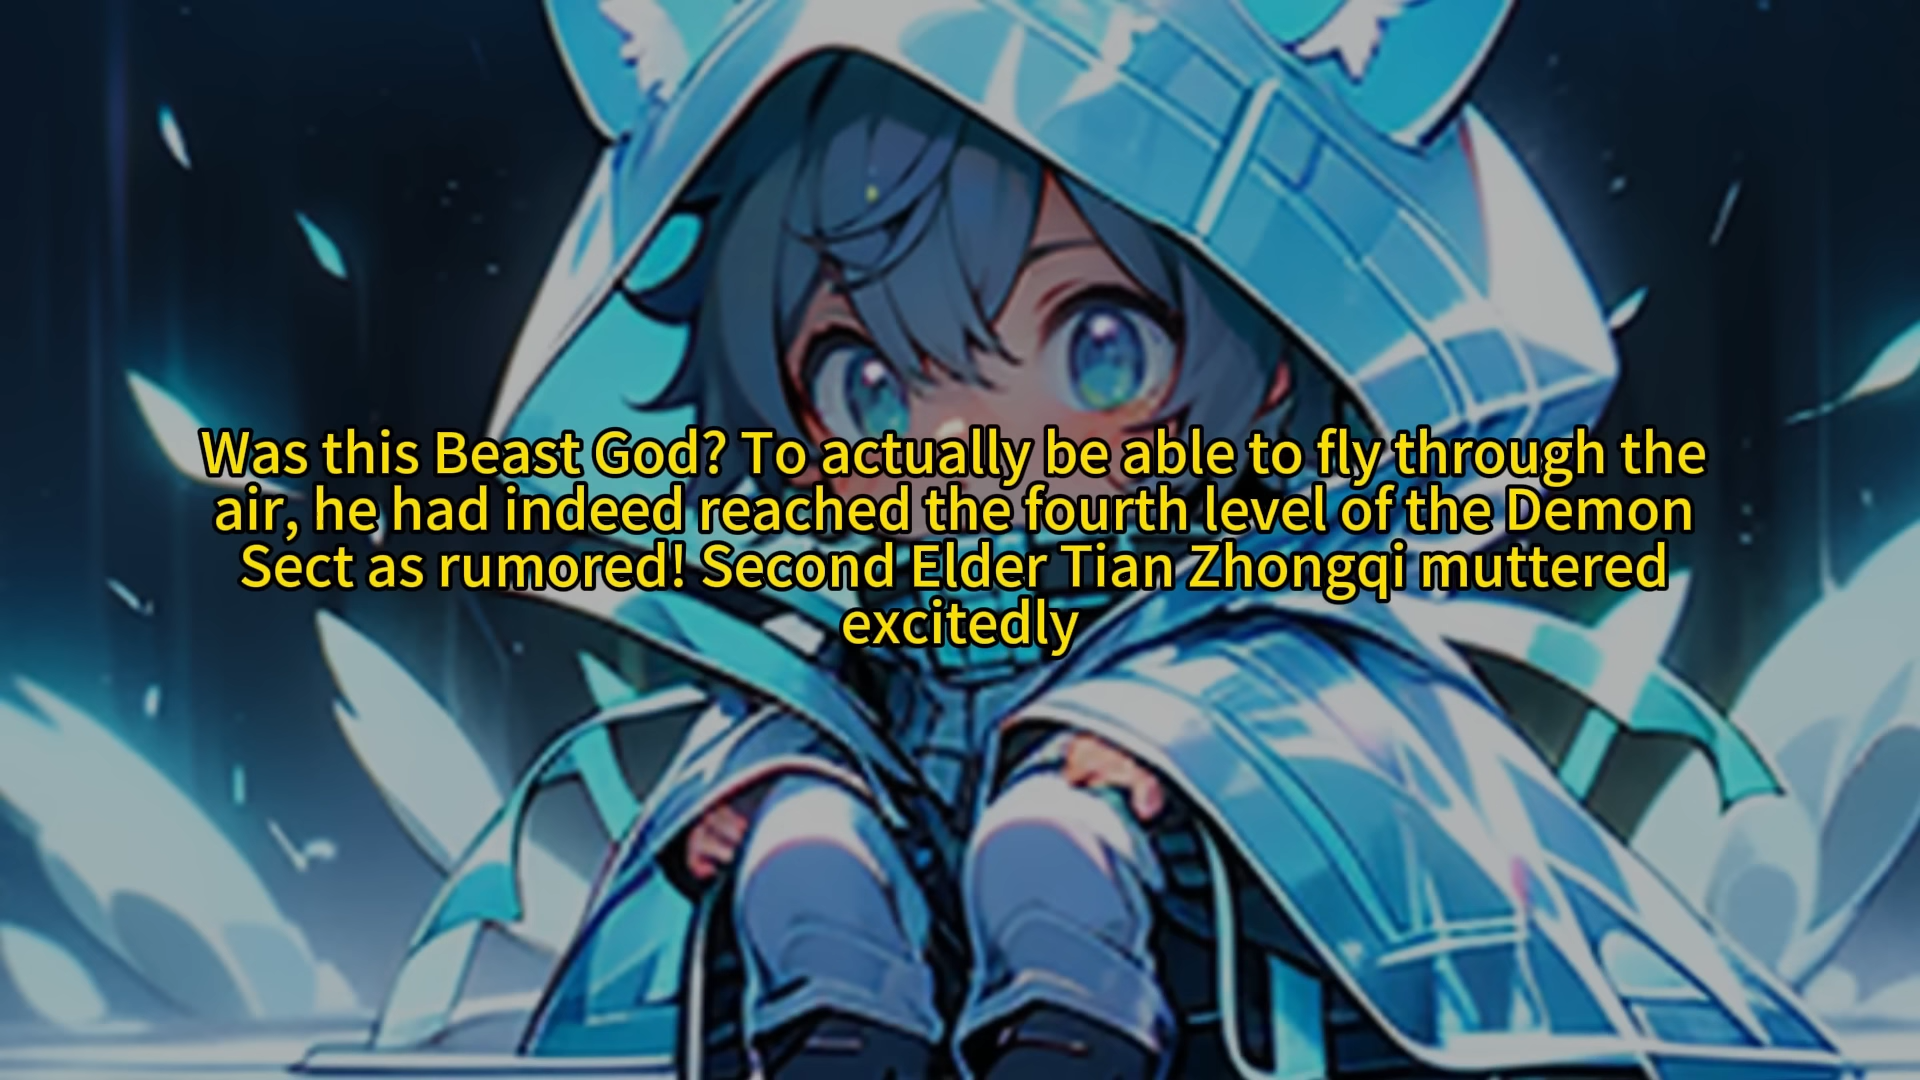 Was this Beast God? To actually be able to fly through the
air, he had indeed reached the fourth level of the Demon
Sect as rumored! Second Elder Tian Zhongqi muttered
excitedly